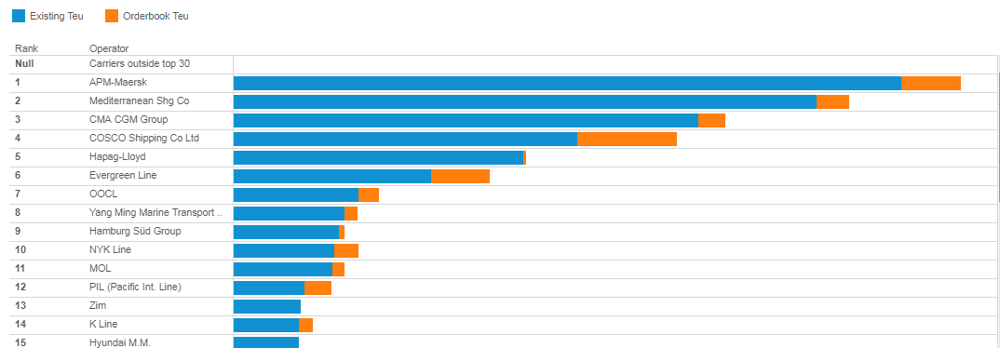 Existing Teu Orderbook Teu
Rank Operator
Null Carriers outside top 30
1 APM-Maersk
2 Mediterranean Shg Co
3 CMA CGM Group
4 COSCO Shipping Co Ltd
5 Hapag-Lloyd
6 Evergreen Line
7 OOCL
8 Yang Ming Marine Transport ..
9 Hamburg Süd Group
10 NYK Line
11 MOL
12 PIL (Pacific Int. Line)
13 Zim
14 K Line
15 Hyundai M.M.